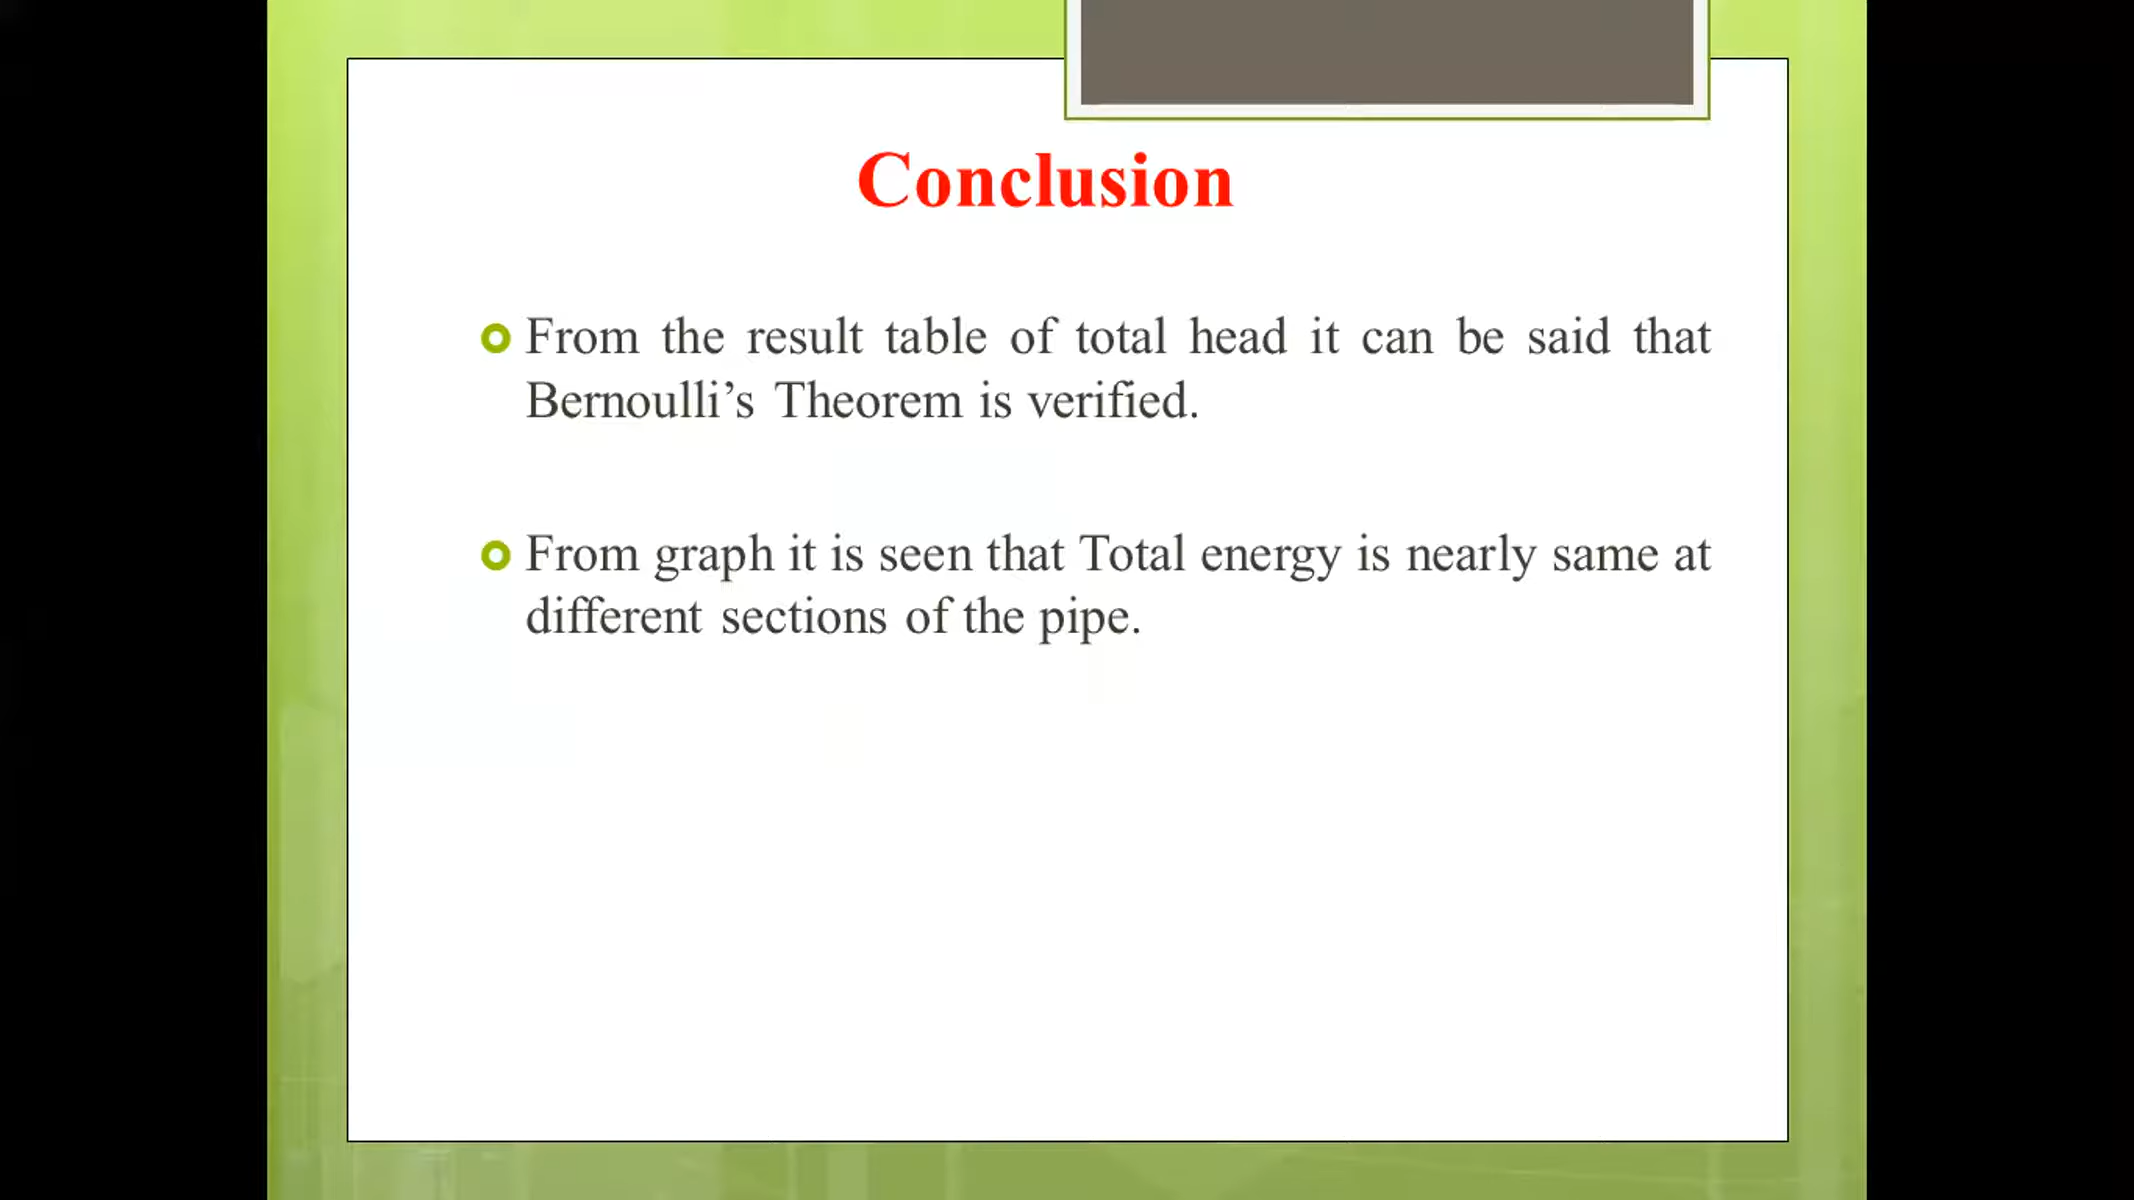 Conclusion
From the result table of total head it can be said that
Bernoulli’s Theorem is verified.
From graph it is seen that Total energy is nearly same at
different sections of the pipe.